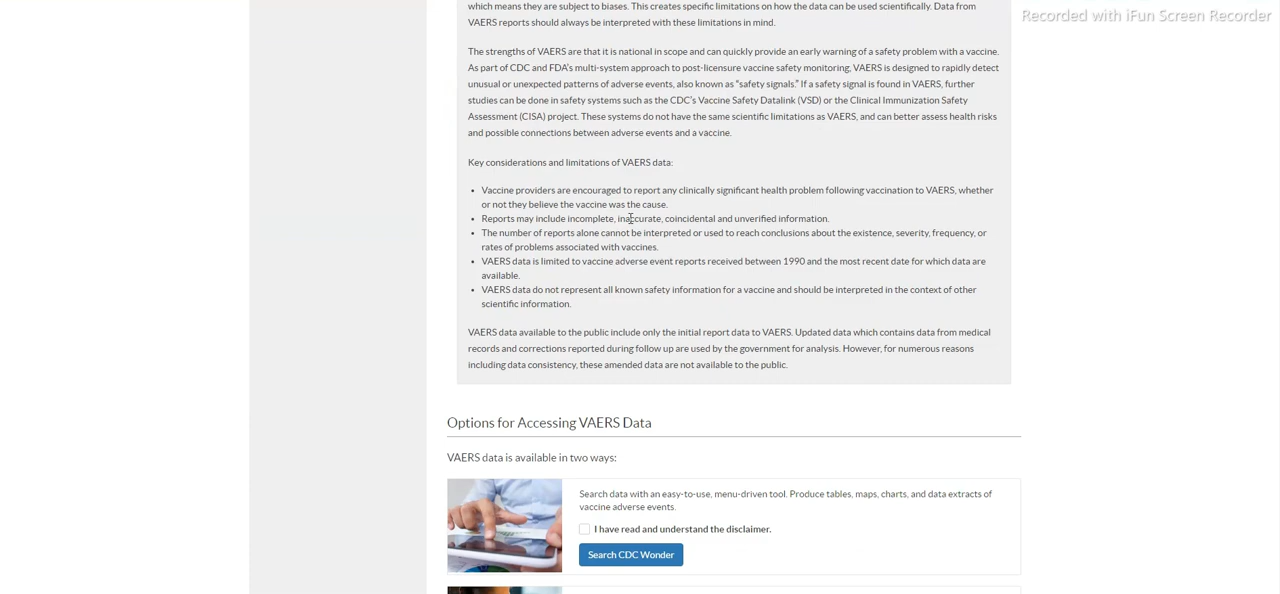 which means they are subject to biases. This creates specific limitations on how the data can be used scientifically. Data from
Recorded with iFun Screen Recorder
VAERS reports should always be interpreted with these limitations in mind.
The strengths of VAERS are that it is national in scope and can quickly provide an early warning of a safety problem with a vaccine.
As part of CDC and FDA's multi-system approach to post-licensure vaccine safety monitoring, VAERS is designed to rapidly detect
unusual or unexpected patterns of adverse events, also known as “safety signals.” If a safety signal is found in VAERS, further
studies can be done in safety systems such as the CDC's Vaccine Safety Datalink (VSD) or the Clinical Immunization Safety
Assessment (CISA) project. These systems do not have the same scientific limitations as VAERS, and can better assess health risks
and possible connections between adverse events and a vaccine.
Key considerations and limitations of VAERS data:
• Vaccine providers are encouraged to report any clinically significant health problem following vaccination to VAERS, whether
or not they believe the vaccine was the cause.
• Reports may include incomplete, inaccurate, coincidental and unverified information.
• The number of reports alone cannot be interpreted or used to reach conclusions about the existence, severity, frequency, or
rates of problems associated with vaccines.
• VAERS data is limited to vaccine adverse event reports received between 1990 and the most recent date for which data are
available.
• VAERS data do not represent all known safety information for a vaccine and should be interpreted in the context of other
scientific information.
VAERS data available to the public include only the initial report data to VAERS. Updated data which contains data from medical
records and corrections reported during follow up are used by the government for analysis. However, for numerous reasons
including data consistency, these amended data are not available to the public.
Options for Accessing VAERS Data
VAERS data is available in two ways:
Search data with an easy-to-use, menu-driven tool. Produce tables, maps, charts, and data extracts of
vaccine adverse events.
I have read and understand the disclaimer.
Search CDC Wonder